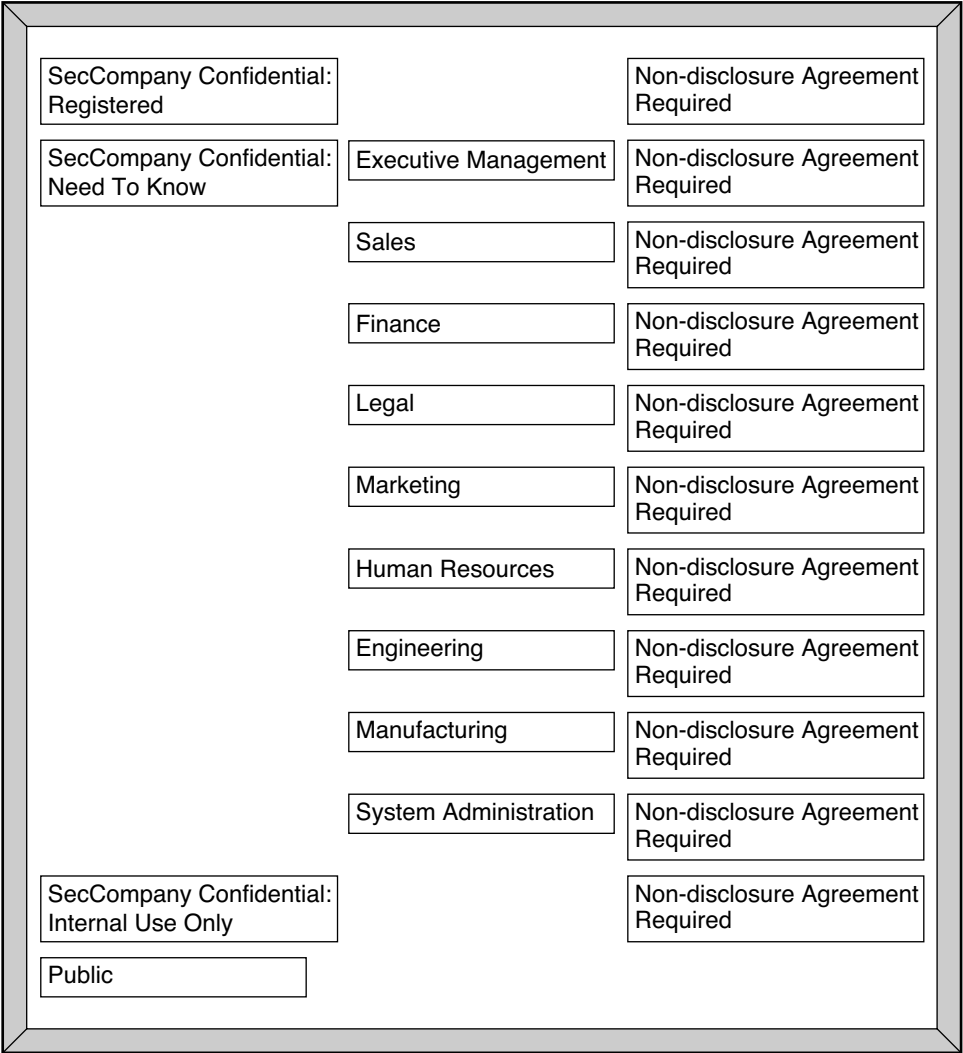 SecCompany Confidential:
Registered
Non-disclosure Agreement
Required
SecCompany Confidential:
Need To Know
Executive Management
Non-disclosure Agreement
Required
Sales
Non-disclosure Agreement
Required
Finance
Non-disclosure Agreement
Required
Legal
Non-disclosure Agreement
Required
Marketing
Non-disclosure Agreement
Required
Human Resources
Non-disclosure Agreement
Required
Engineering
Non-disclosure Agreement
Required
Manufacturing
Non-disclosure Agreement
Required
System Administration
Non-disclosure Agreement
Required
SecCompany Confidential:
Internal Use Only
Non-disclosure Agreement
Required
Public